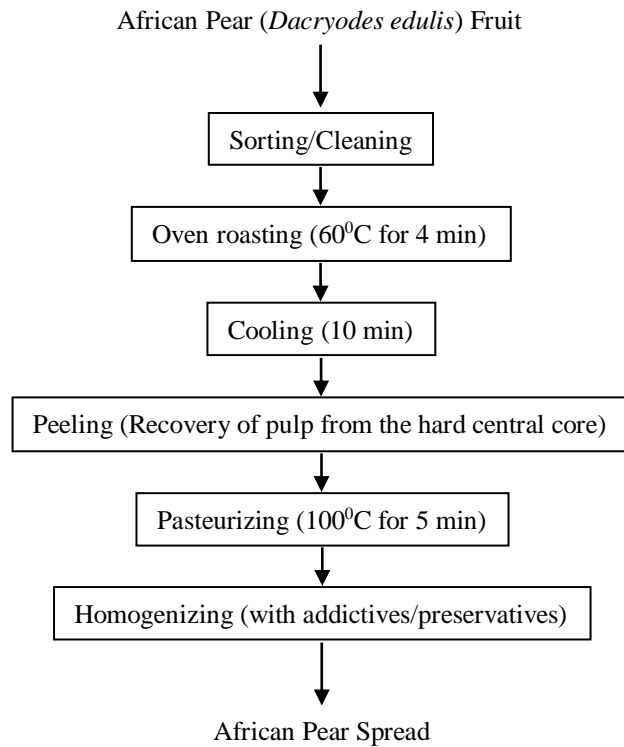 African Pear (Dacryodes edulis) Fruit
Sorting/Cleaning
Oven roasting (60⁰C for 4 min)
Cooling (10 min)
Peeling (Recovery of pulp from the hard central core)
Pasteurizing (100⁰C for 5 min)
Homogenizing (with addictives/preservatives)
African Pear Spread